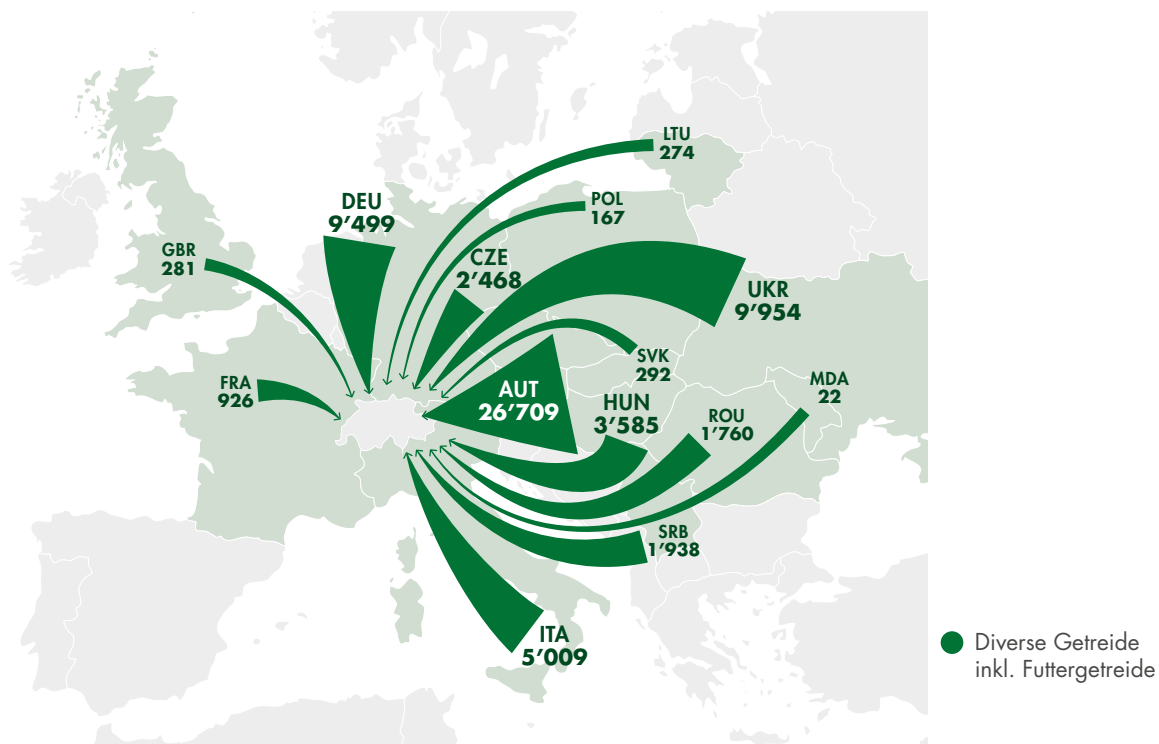 LTU
274
DEU
9’499
POL
167
GBR
281
CZE
2’468
UKR
9’954
SVK
292
FRA
926
AUT
26’709
MDA
22
HUN
3’585
ROU
1’760
SRB
1’938
ITA
5’009
Diverse Getreide
inkl. Futtergetreide